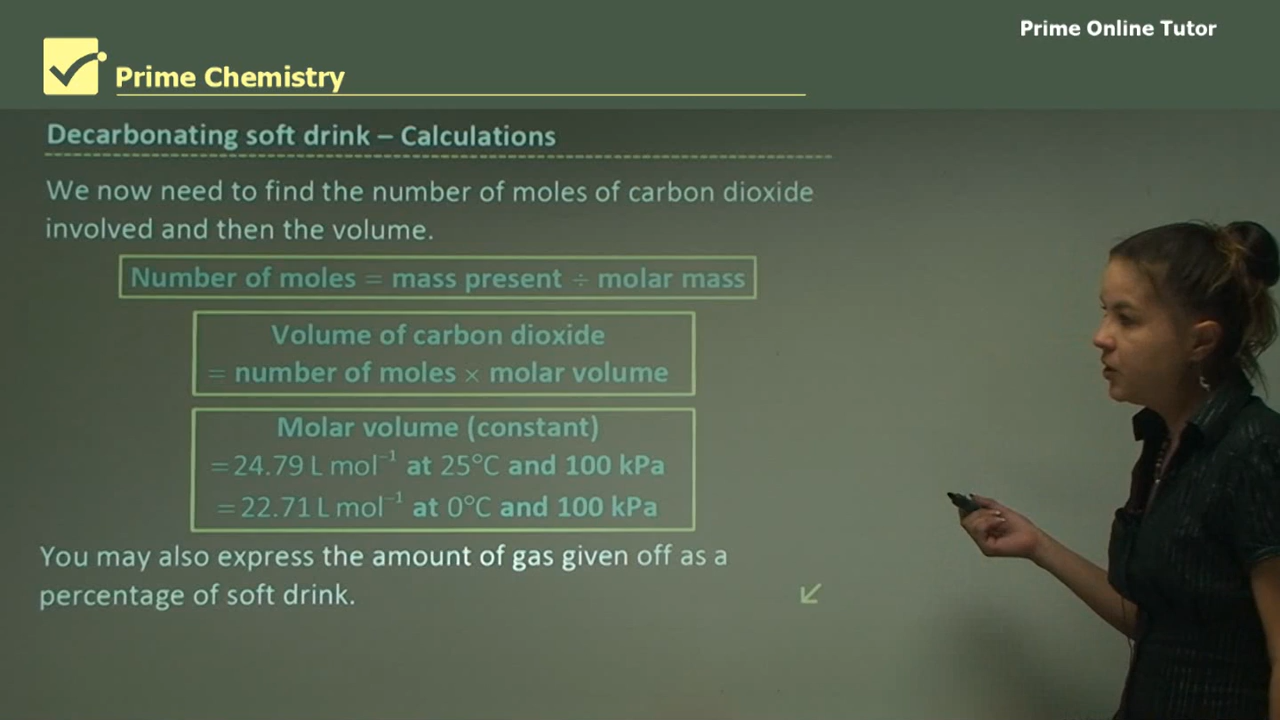 Prime Online Tutor
Prime Chemistry
Decarbonating soft drink – Calculations
We now need to find the number of moles of carbon dioxide
involved and then the volume.
Number of moles = mass present ÷ molar mass
Volume of carbon dioxide
= number of moles × molar volume
Molar volume (constant)
= 24.79 L mol⁻¹ at 25°C and 100 kPa
= 22.71 L mol⁻¹ at 0°C and 100 kPa
You may also express the amount of gas given off as a
percentage of soft drink.